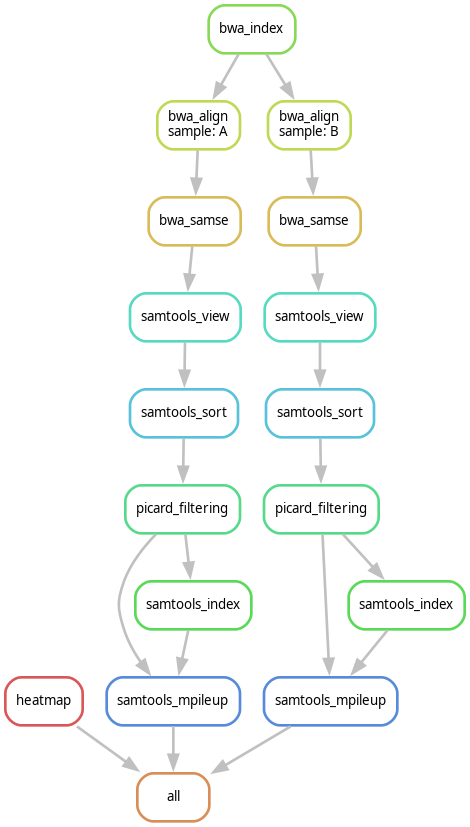 bwa_index
bwa_align
sample: A
bwa_align
sample: B
bwa_samse
bwa_samse
samtools_view
samtools_view
samtools_sort
samtools_sort
picard_filtering
picard_filtering
samtools_index
samtools_index
heatmap
samtools_mpileup
samtools_mpileup
all